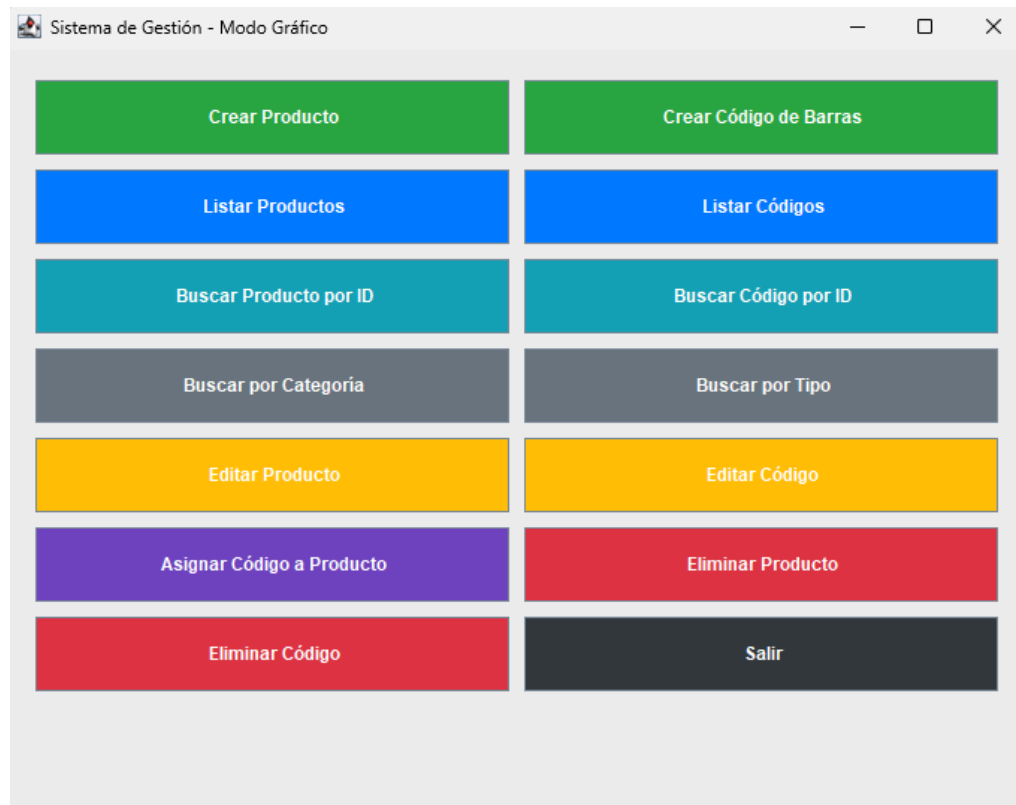 Sistema de Gestión - Modo Gráfico
Crear Producto
Crear Código de Barras
Listar Productos
Listar Códigos
Buscar Producto por ID
Buscar Código por ID
Buscar por Categoría
Buscar por Tipo
Editar Producto
Editar Código
Asignar Código a Producto
Eliminar Producto
Eliminar Código
Salir